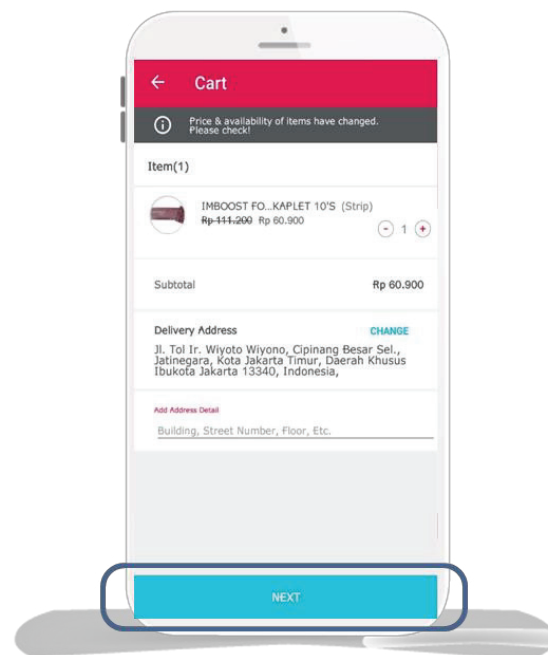 Cart
Price & availability of items have changed.
Please check!
Item(1)
IMBOOST FO...KAPLET 10'S (Strip)
Rp 111.200 Rp 60.900
- 1 +
Subtotal Rp 60.900
Delivery Address CHANGE
Jl. Tol Ir. Wiyoto Wiyono, Cipinang Besar Sel.,
Jatinegara, Kota Jakarta Timur, Daerah Khusus
Ibukota Jakarta 13340, Indonesia,
Add Address Detail
Building, Street Number, Floor, Etc.
NEXT